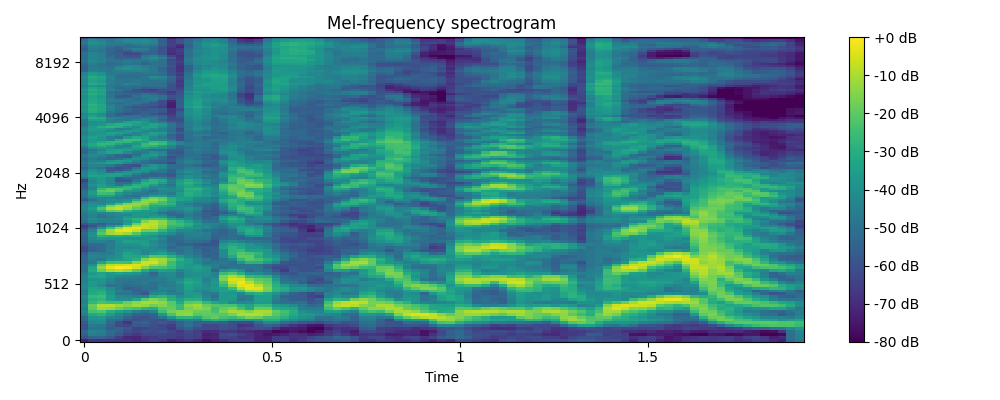 Mel-frequency spectrogram
Hz
8192
4096
2048
1024
512
0
0
0.5
1
1.5
Time
+0 dB
-10 dB
-20 dB
-30 dB
-40 dB
-50 dB
-60 dB
-70 dB
-80 dB